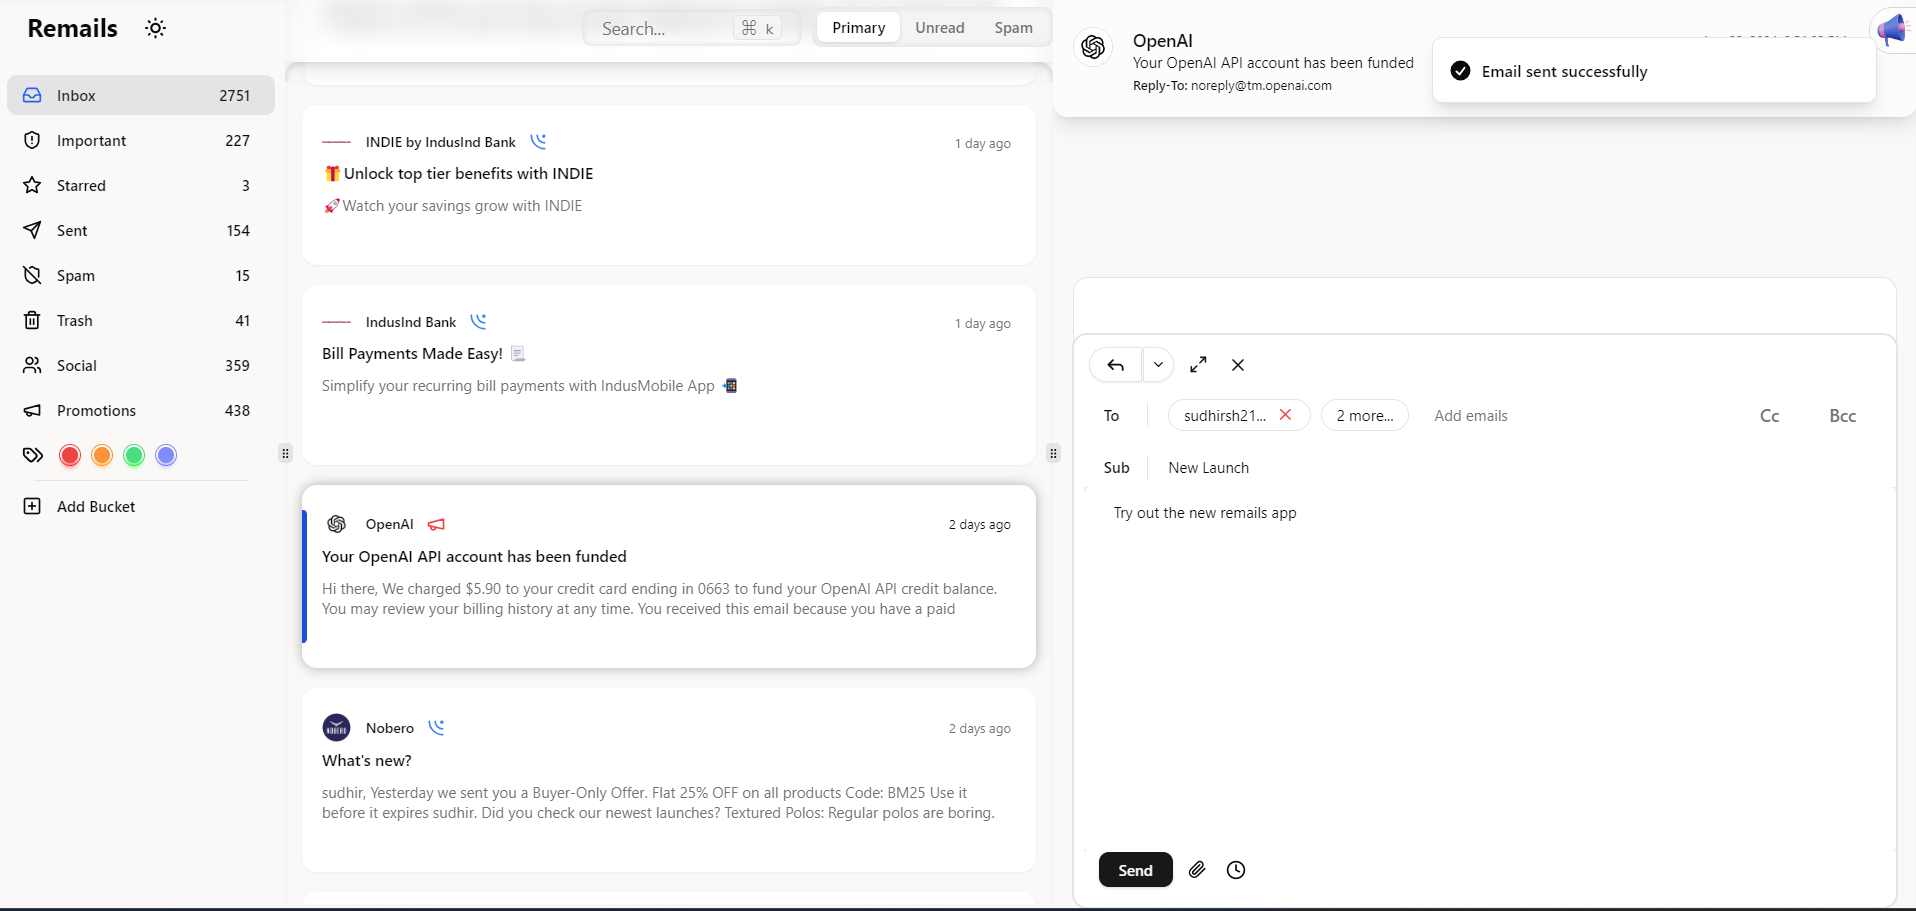 Remails
Inbox 2751
Important 227
Starred 3
Sent 154
Spam 15
Trash 41
Social 359
Promotions 438
Add Bucket
Search... ⌘ k
Primary Unread Spam
INDIE by IndusInd Bank 1 day ago
🎁Unlock top tier benefits with INDIE
🚀Watch your savings grow with INDIE
IndusInd Bank 1 day ago
Bill Payments Made Easy! 📃
Simplify your recurring bill payments with IndusMobile App 📲
OpenAI 2 days ago
Your OpenAI API account has been funded
Hi there, We charged $5.90 to your credit card ending in 0663 to fund your OpenAI API credit balance.
You may review your billing history at any time. You received this email because you have a paid
NOBERO
Nobero 2 days ago
What's new?
sudhir, Yesterday we sent you a Buyer-Only Offer. Flat 25% OFF on all products Code: BM25 Use it
before it expires sudhir. Did you check our newest launches? Textured Polos: Regular polos are boring.
OpenAI
Your OpenAI API account has been funded
Reply-To: noreply@tm.openai.com
Email sent successfully
To sudhirsh21... 2 more... Add emails Cc Bcc
Sub New Launch
Try out the new remails app
Send